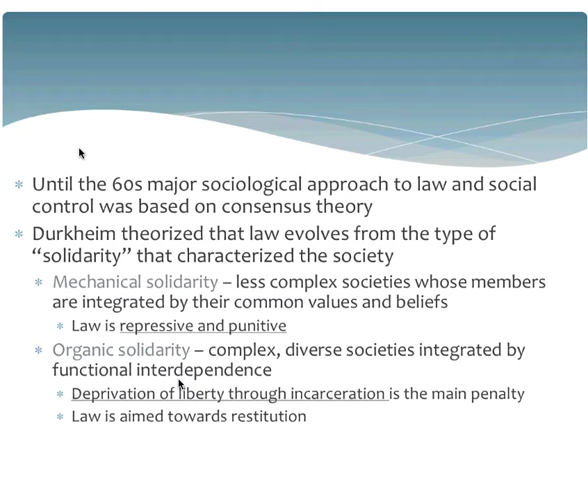 Until the 60s major sociological approach to law and social
control was based on consensus theory
Durkheim theorized that law evolves from the type of
“solidarity” that characterized the society
Mechanical solidarity – less complex societies whose members
are integrated by their common values and beliefs
Law is repressive and punitive
Organic solidarity – complex, diverse societies integrated by
functional interdependence
Deprivation of liberty through incarceration is the main penalty
Law is aimed towards restitution